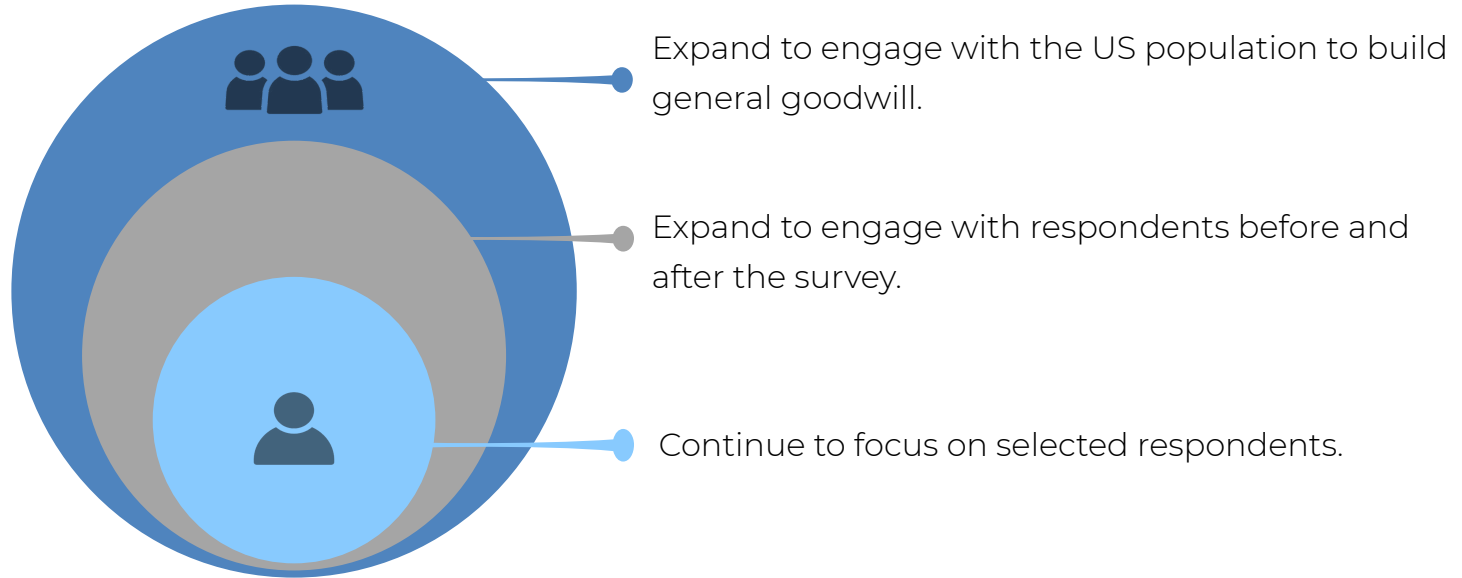 Expand to engage with the US population to build
general goodwill.
Expand to engage with respondents before and
after the survey.
Continue to focus on selected respondents.